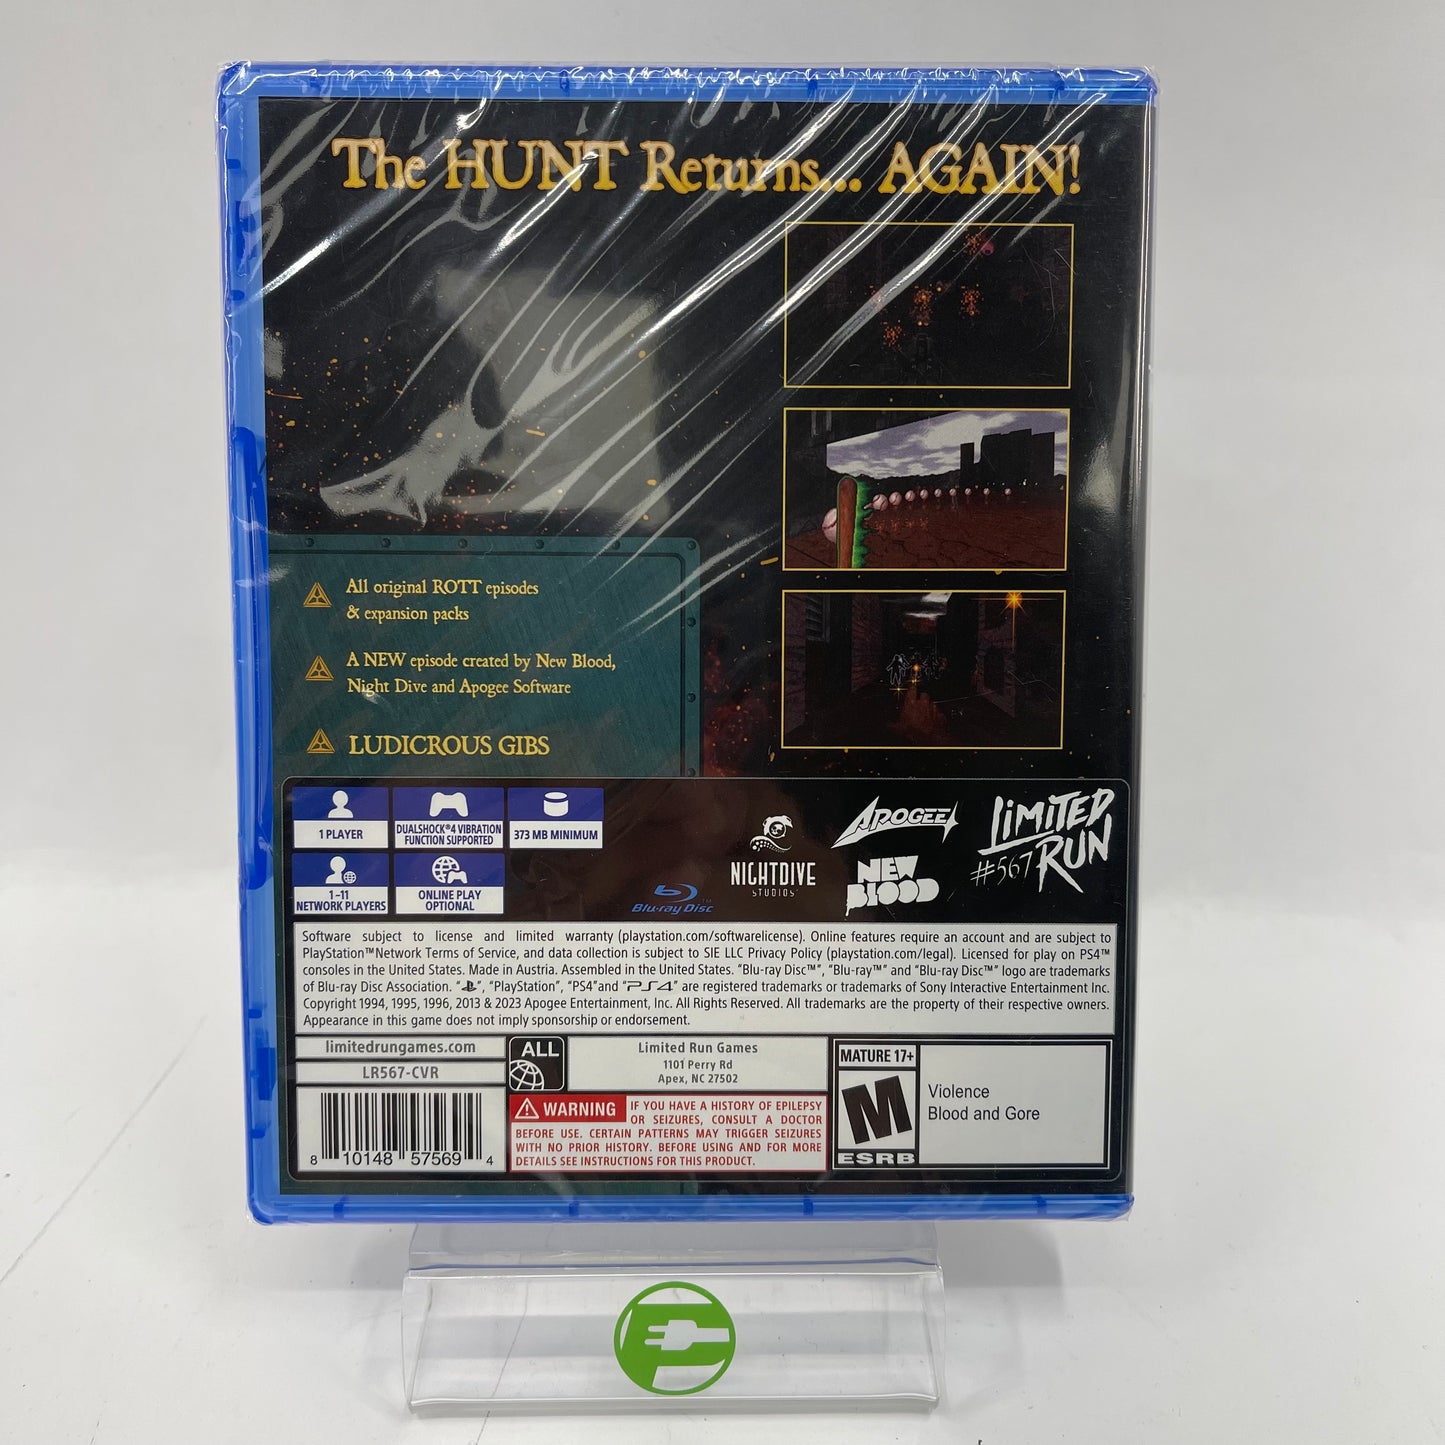 The HUNT Returns... AGAIN!
All original ROTT episodes
& expansion packs
A NEW episode created by New Blood,
Night Dive and Apogee Software
LUDICROUS GIBS
1 PLAYER
DUALSHOCK®4 VIBRATION
FUNCTION SUPPORTED
373 MB MINIMUM
1-11
NETWORK PLAYERS
ONLINE PLAY
OPTIONAL
Blu-ray Disc™
NIGHTDIVE
STUDIOS
APOGEE
NEW
BLOOD
LIMITED
RUN
#567
Software subject to license and limited warranty (playstation.com/softwarelicense). Online features require an account and are subject to
PlayStation™Network Terms of Service, and data collection is subject to SIE LLC Privacy Policy (playstation.com/legal). Licensed for play on PS4™
consoles in the United States. Made in Austria. Assembled in the United States. "Blu-ray Disc™", "Blu-ray™" and "Blu-ray Disc™" logo are trademarks
of Blu-ray Disc Association. "PS", "PlayStation", "PS4"and "PS4" are registered trademarks or trademarks of Sony Interactive Entertainment Inc.
Copyright 1994, 1995, 1996, 2013 & 2023 Apogee Entertainment, Inc. All Rights Reserved. All trademarks are the property of their respective owners.
Appearance in this game does not imply sponsorship or endorsement.
limitedrungames.com
LR567-CVR
8 10148 57569 4
ALL
Limited Run Games
1101 Perry Rd
Apex, NC 27502
WARNING IF YOU HAVE A HISTORY OF EPILEPSY
OR SEIZURES, CONSULT A DOCTOR
BEFORE USE. CERTAIN PATTERNS MAY TRIGGER SEIZURES
WITH NO PRIOR HISTORY. BEFORE USING AND FOR MORE
DETAILS SEE INSTRUCTIONS FOR THIS PRODUCT.
MATURE 17+
M
ESRB
Violence
Blood and Gore